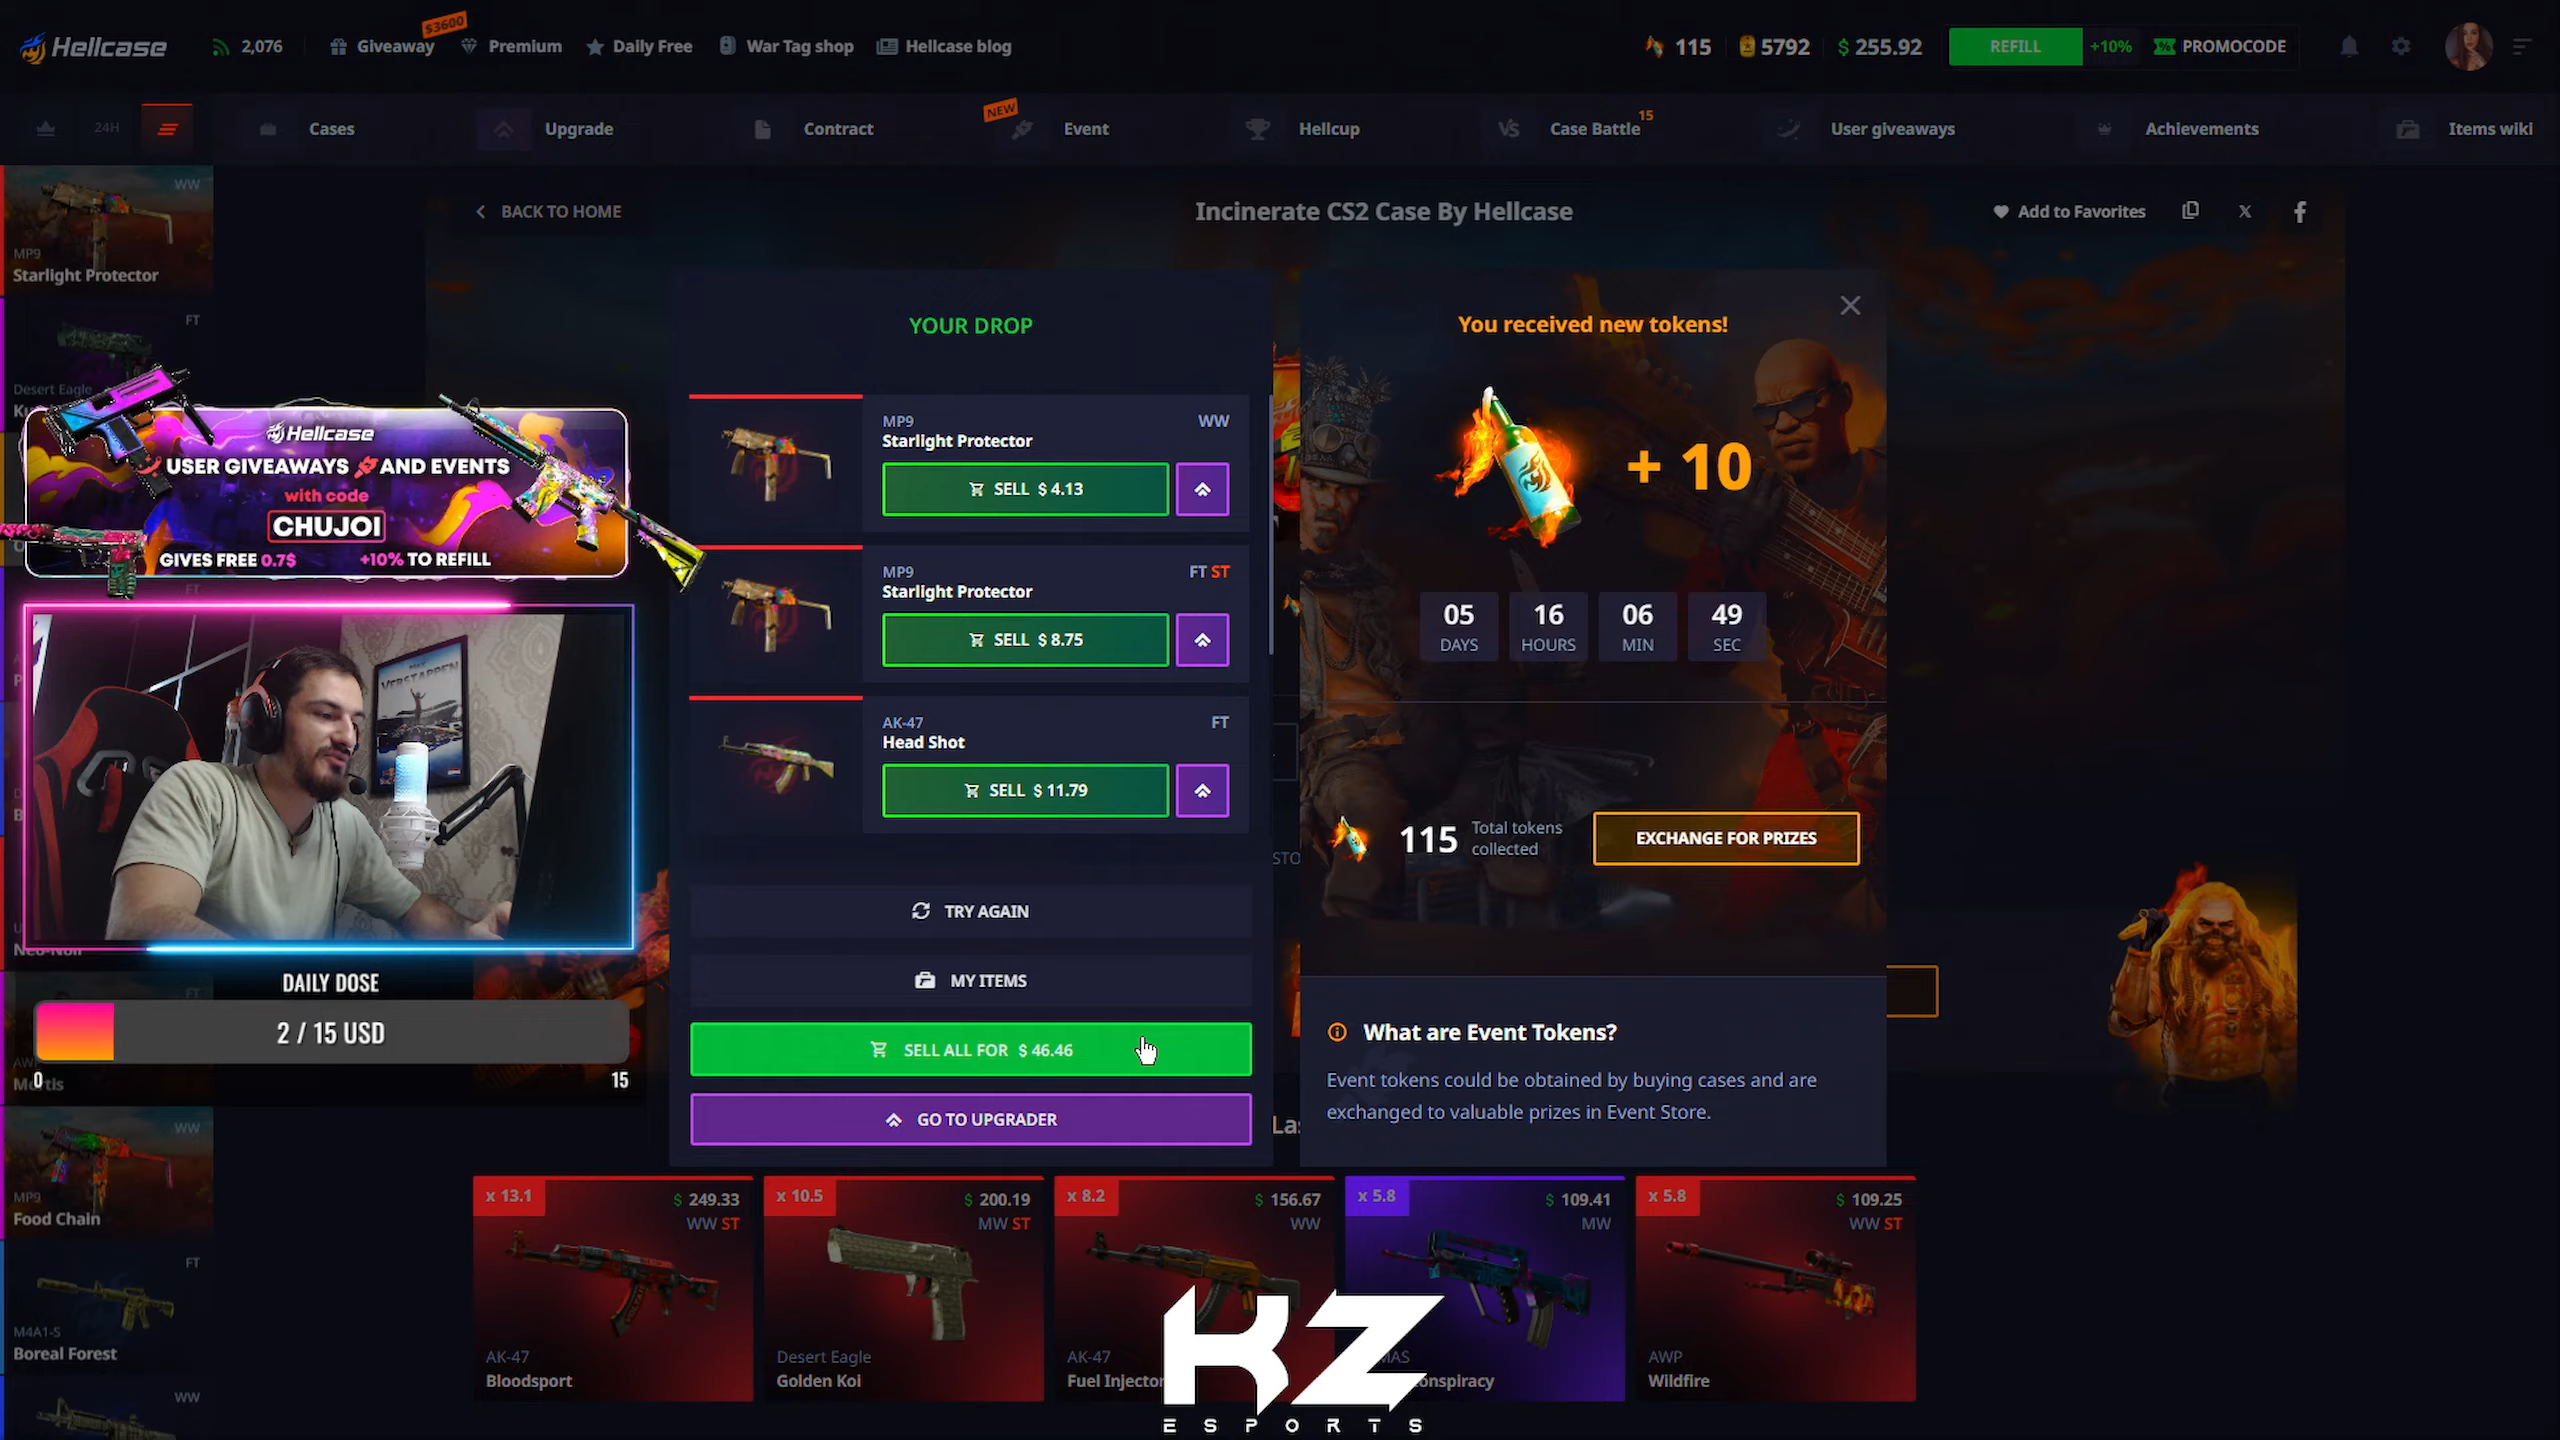 Hellcase
2,076
$3600
Giveaway
Premium
Daily Free
War Tag shop
Hellcase blog
115
5792
$ 255.92
REFILL
+10%
PROMOCODE
24H
Cases
Upgrade
Contract
NEW
Event
Hellcup
VS
Case Battle
15
User giveaways
Achievements
Items wiki
BACK TO HOME
Incinerate CS2 Case By Hellcase
Add to Favorites
WW
MP9
Starlight Protector
FT
Desert Eagle
Hellcase
USER GIVEAWAYS AND EVENTS
with code
CHUJOI
GIVES FREE 0.7$ +10% TO REFILL
MAX
VERSTAPPEN
DAILY DOSE
2 / 15 USD
0
15
WW
MP9
Food Chain
FT
M4A1-S
Boreal Forest
WW
YOUR DROP
MP9
WW
Starlight Protector
SELL $ 4.13
MP9
FT ST
Starlight Protector
SELL $ 8.75
AK-47
FT
Head Shot
SELL $ 11.79
TRY AGAIN
MY ITEMS
SELL ALL FOR $ 46.46
GO TO UPGRADER
You received new tokens!
+ 10
05
DAYS
16
HOURS
06
MIN
49
SEC
115
Total tokens
collected
EXCHANGE FOR PRIZES
What are Event Tokens?
Event tokens could be obtained by buying cases and are
exchanged to valuable prizes in Event Store.
x 13.1
$ 249.33
WW ST
AK-47
Bloodsport
x 10.5
$ 200.19
MW ST
Desert Eagle
Golden Koi
x 8.2
$ 156.67
WW
AK-47
Fuel Injector
x 5.8
$ 109.41
MW
x 5.8
$ 109.25
WW ST
AWP
Wildfire
KZ
ESPORTS